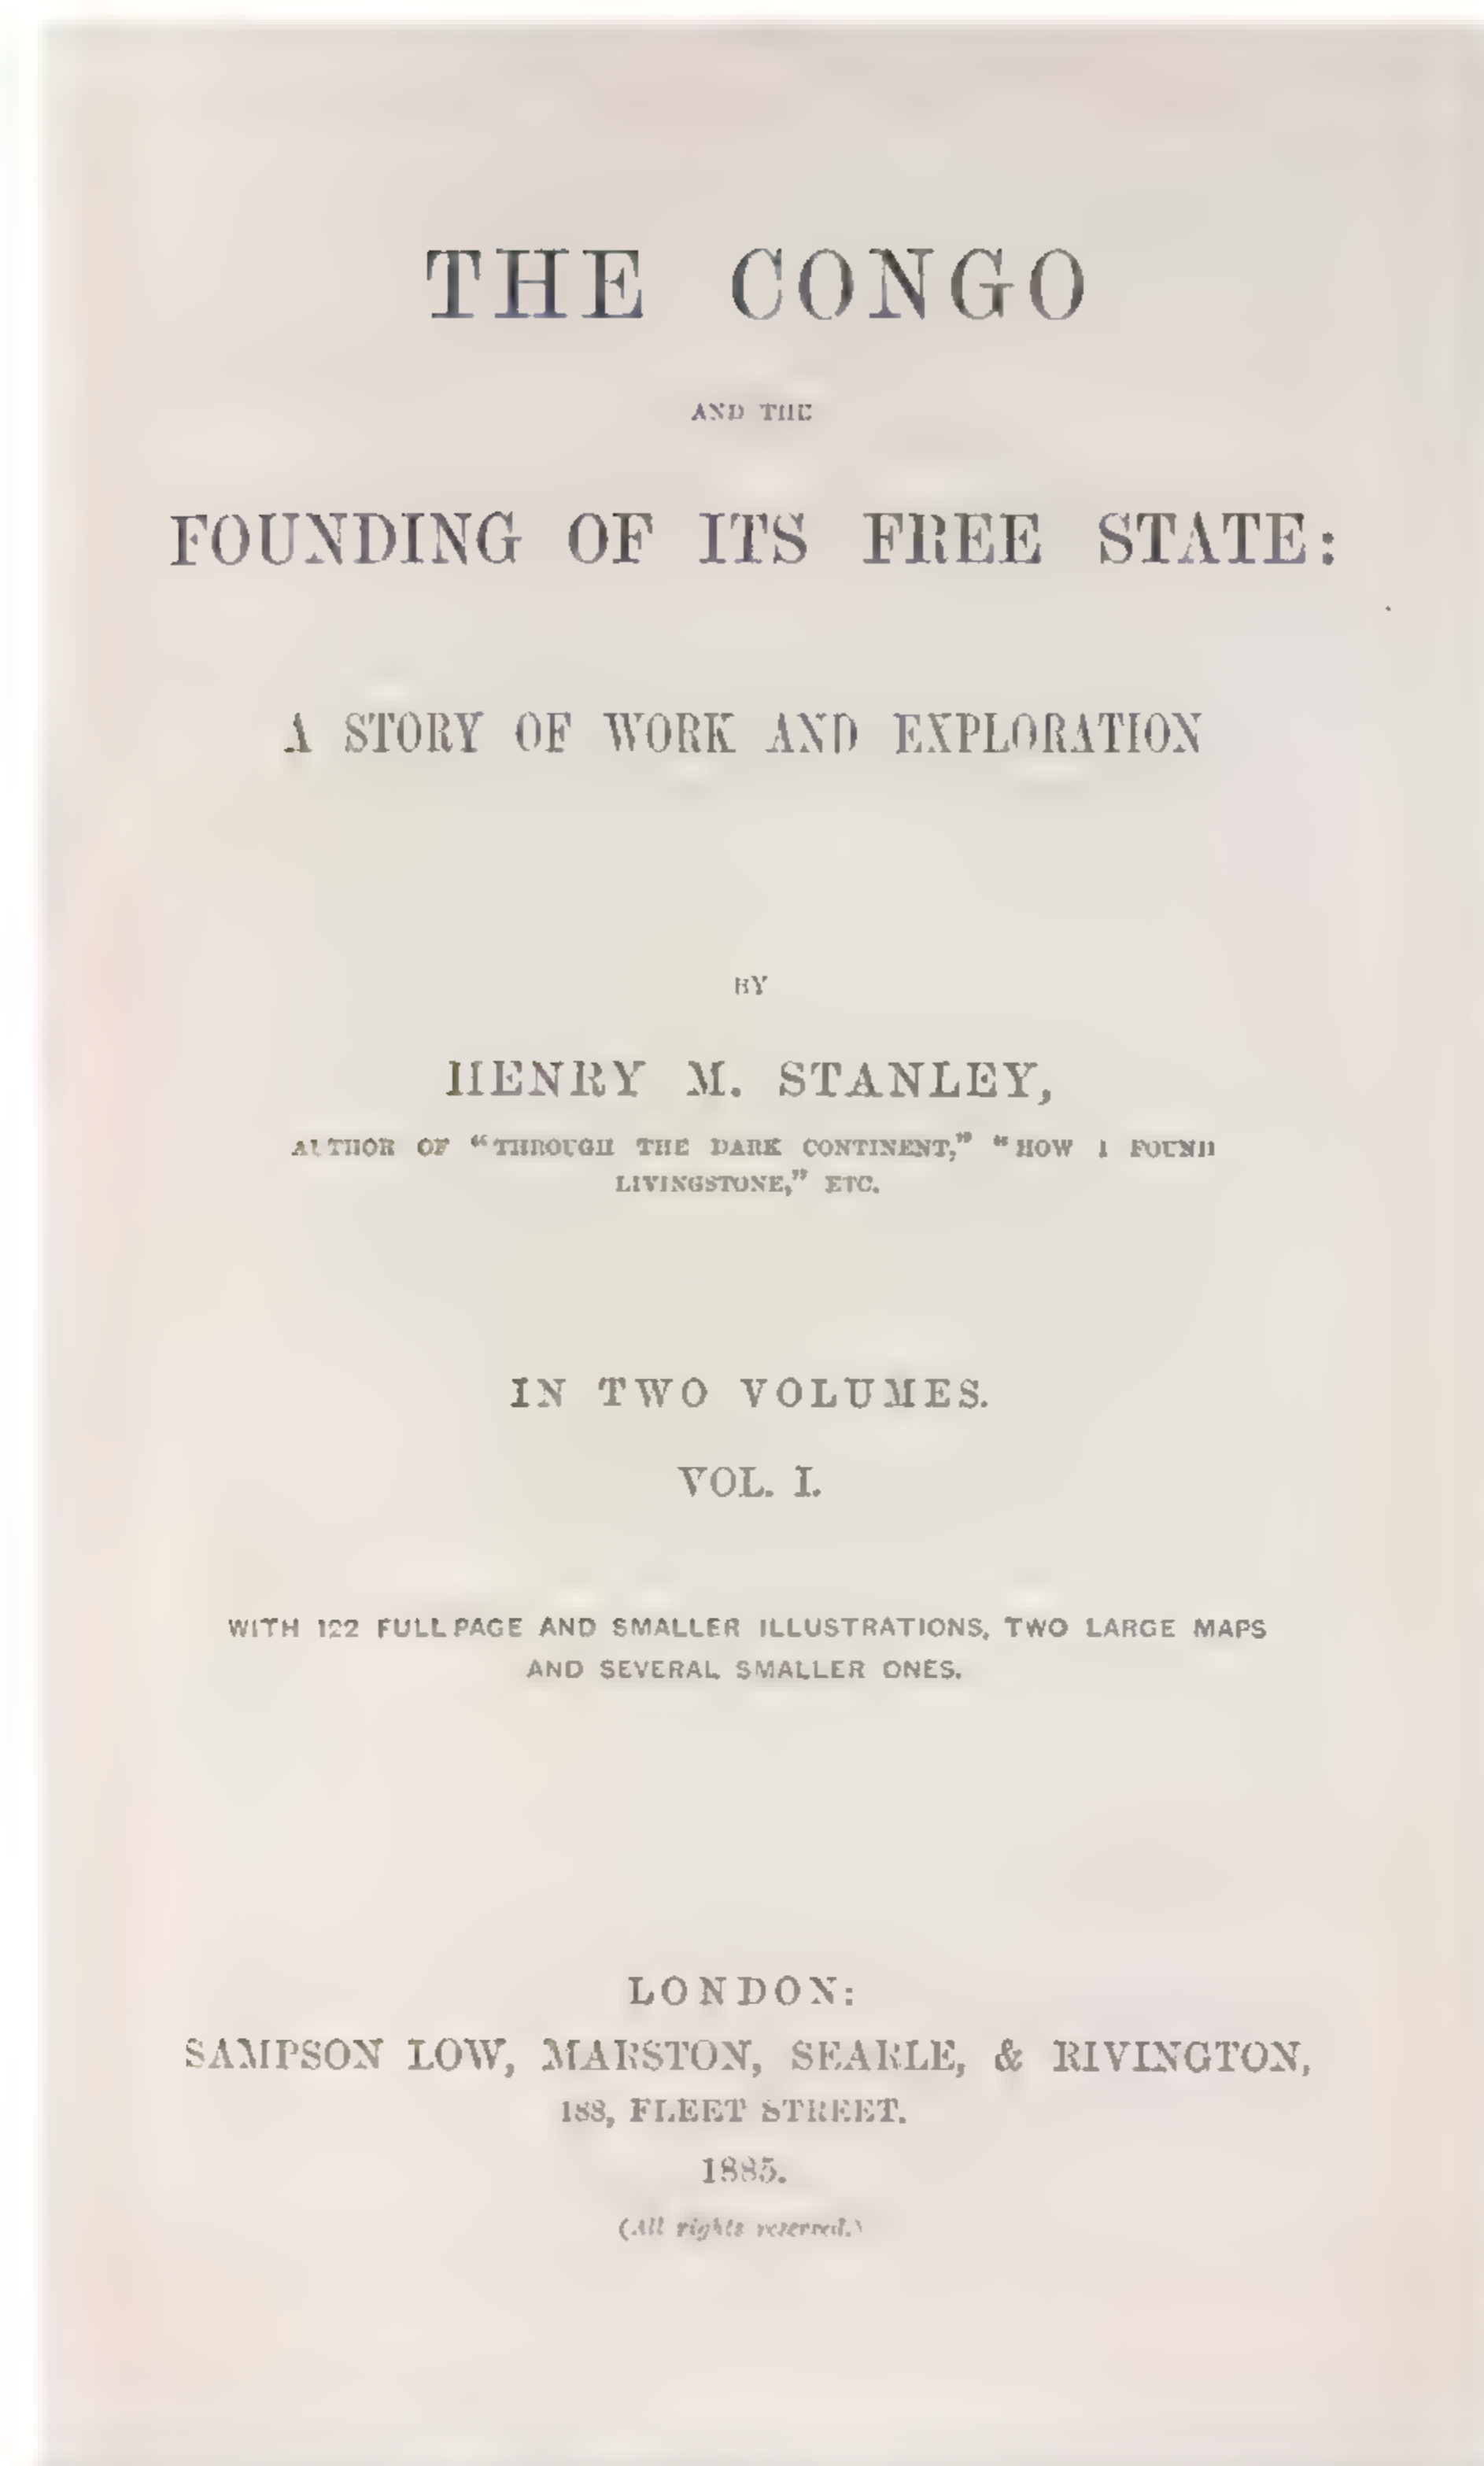 THE CONGO
AND THE
FOUNDING OF ITS FREE STATE:
A STORY OF WORK AND EXPLORATION
BY
HENRY M. STANLEY,
AUTHOR OF “THROUGH THE DARK CONTINENT,” “HOW I FOUND
LIVINGSTONE,” ETC.
IN TWO VOLUMES.
VOL. I.
WITH 122 FULL PAGE AND SMALLER ILLUSTRATIONS, TWO LARGE MAPS
AND SEVERAL SMALLER ONES.
LONDON:
SAMPSON LOW, MARSTON, SEARLE, & RIVINGTON,
188, FLEET STREET.
1885.
(All rights reserved.)